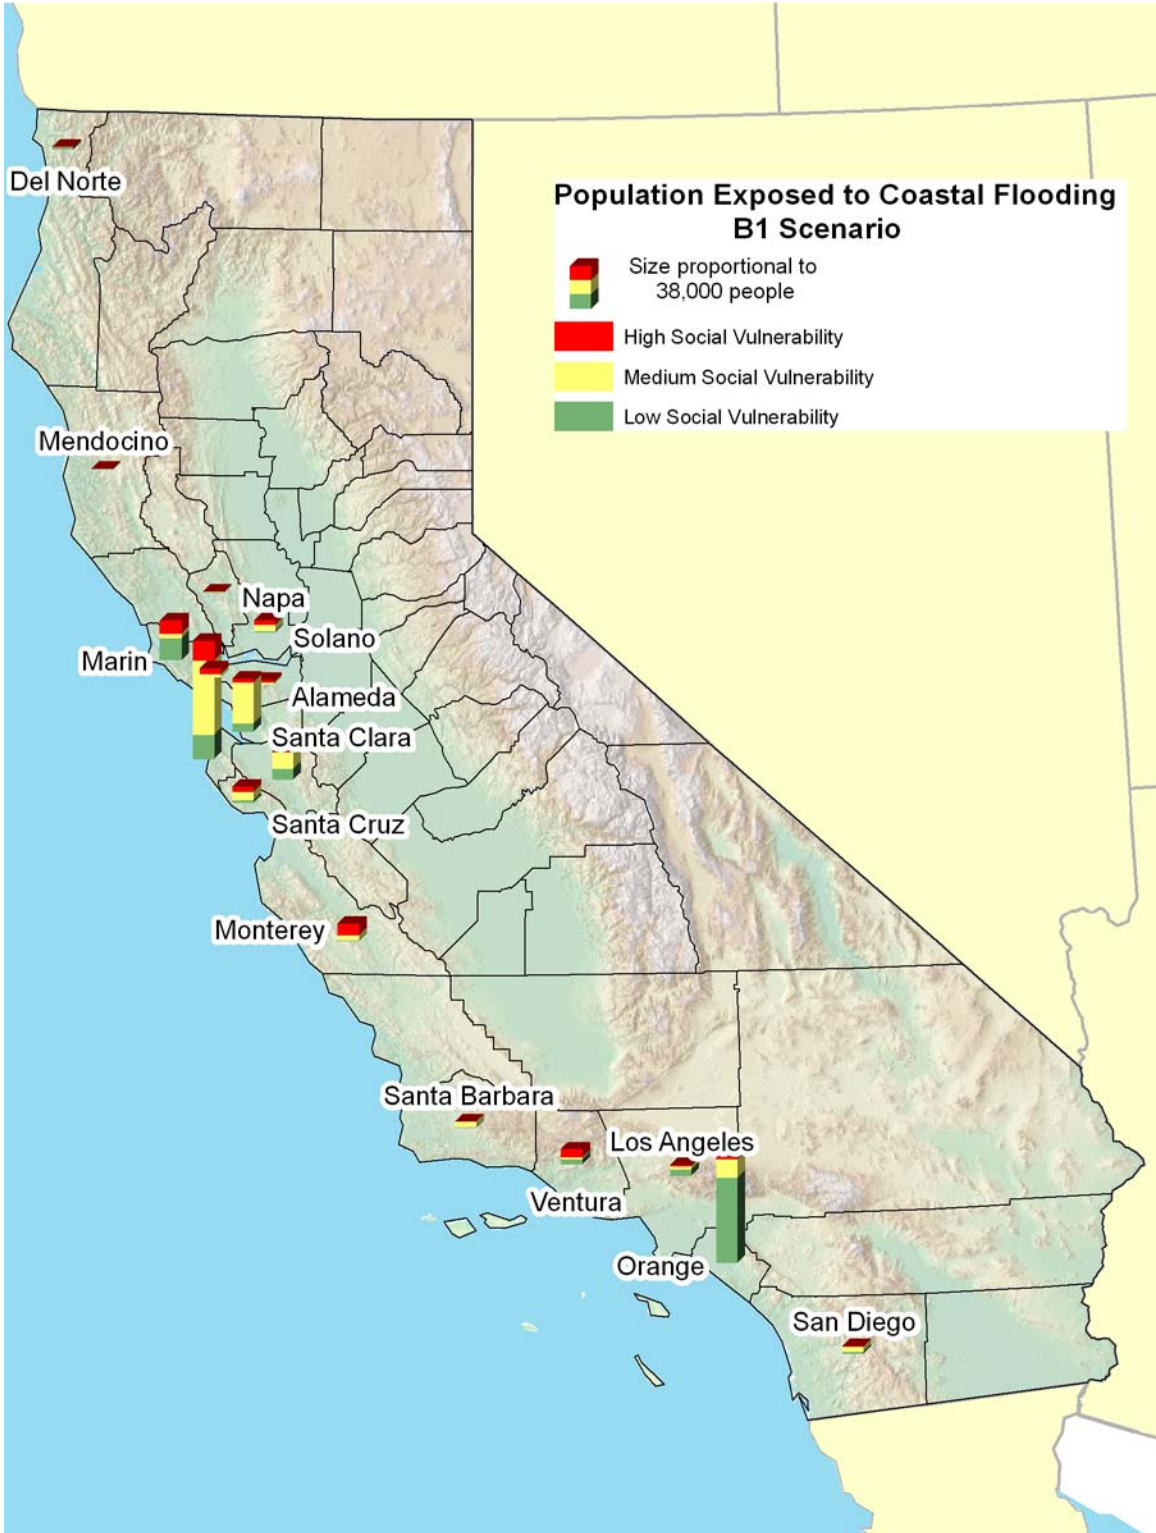 Population Exposed to Coastal Flooding
B1 Scenario
Size proportional to
38,000 people
High Social Vulnerability
Medium Social Vulnerability
Low Social Vulnerability
Del Norte
Mendocino
Napa
Solano
Marin
Alameda
Santa Clara
Santa Cruz
Monterey
Santa Barbara
Los Angeles
Ventura
Orange
San Diego